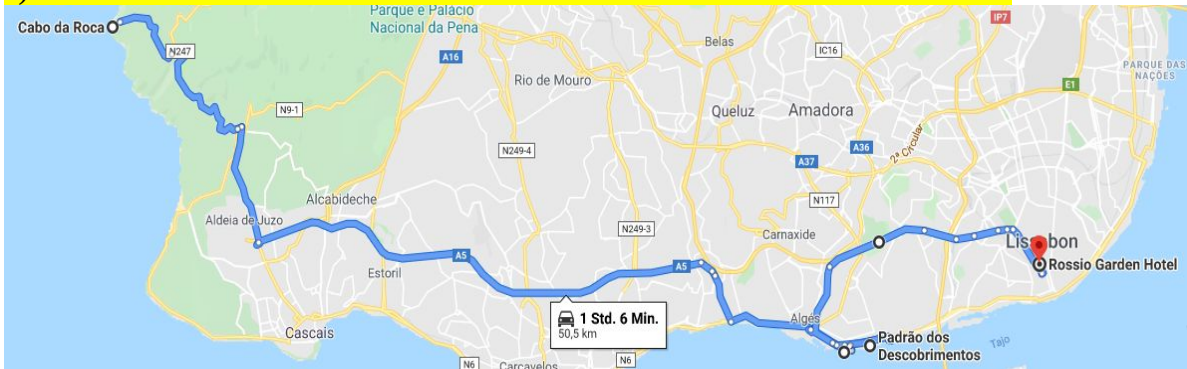 Parque e Palácio
Nacional da Pena
Cabo da Roca
N247
A16
Belas
IC16
IP7
PARQUE DAS
NAÇÕES
Rio de Mouro
E1
N9-1
Queluz
Amadora
2ª Circular
N249-4
A37
A36
Alcabideche
N117
Aldeia de Juzo
N249-3
Carnaxide
A5
A5
Estoril
Rossio Garden Hotel
1 Std. 6 Min.
50,5 km
Algés
Cascais
Padrão dos
Descobrimentos
Tajo
N6
Carcavelos
N6